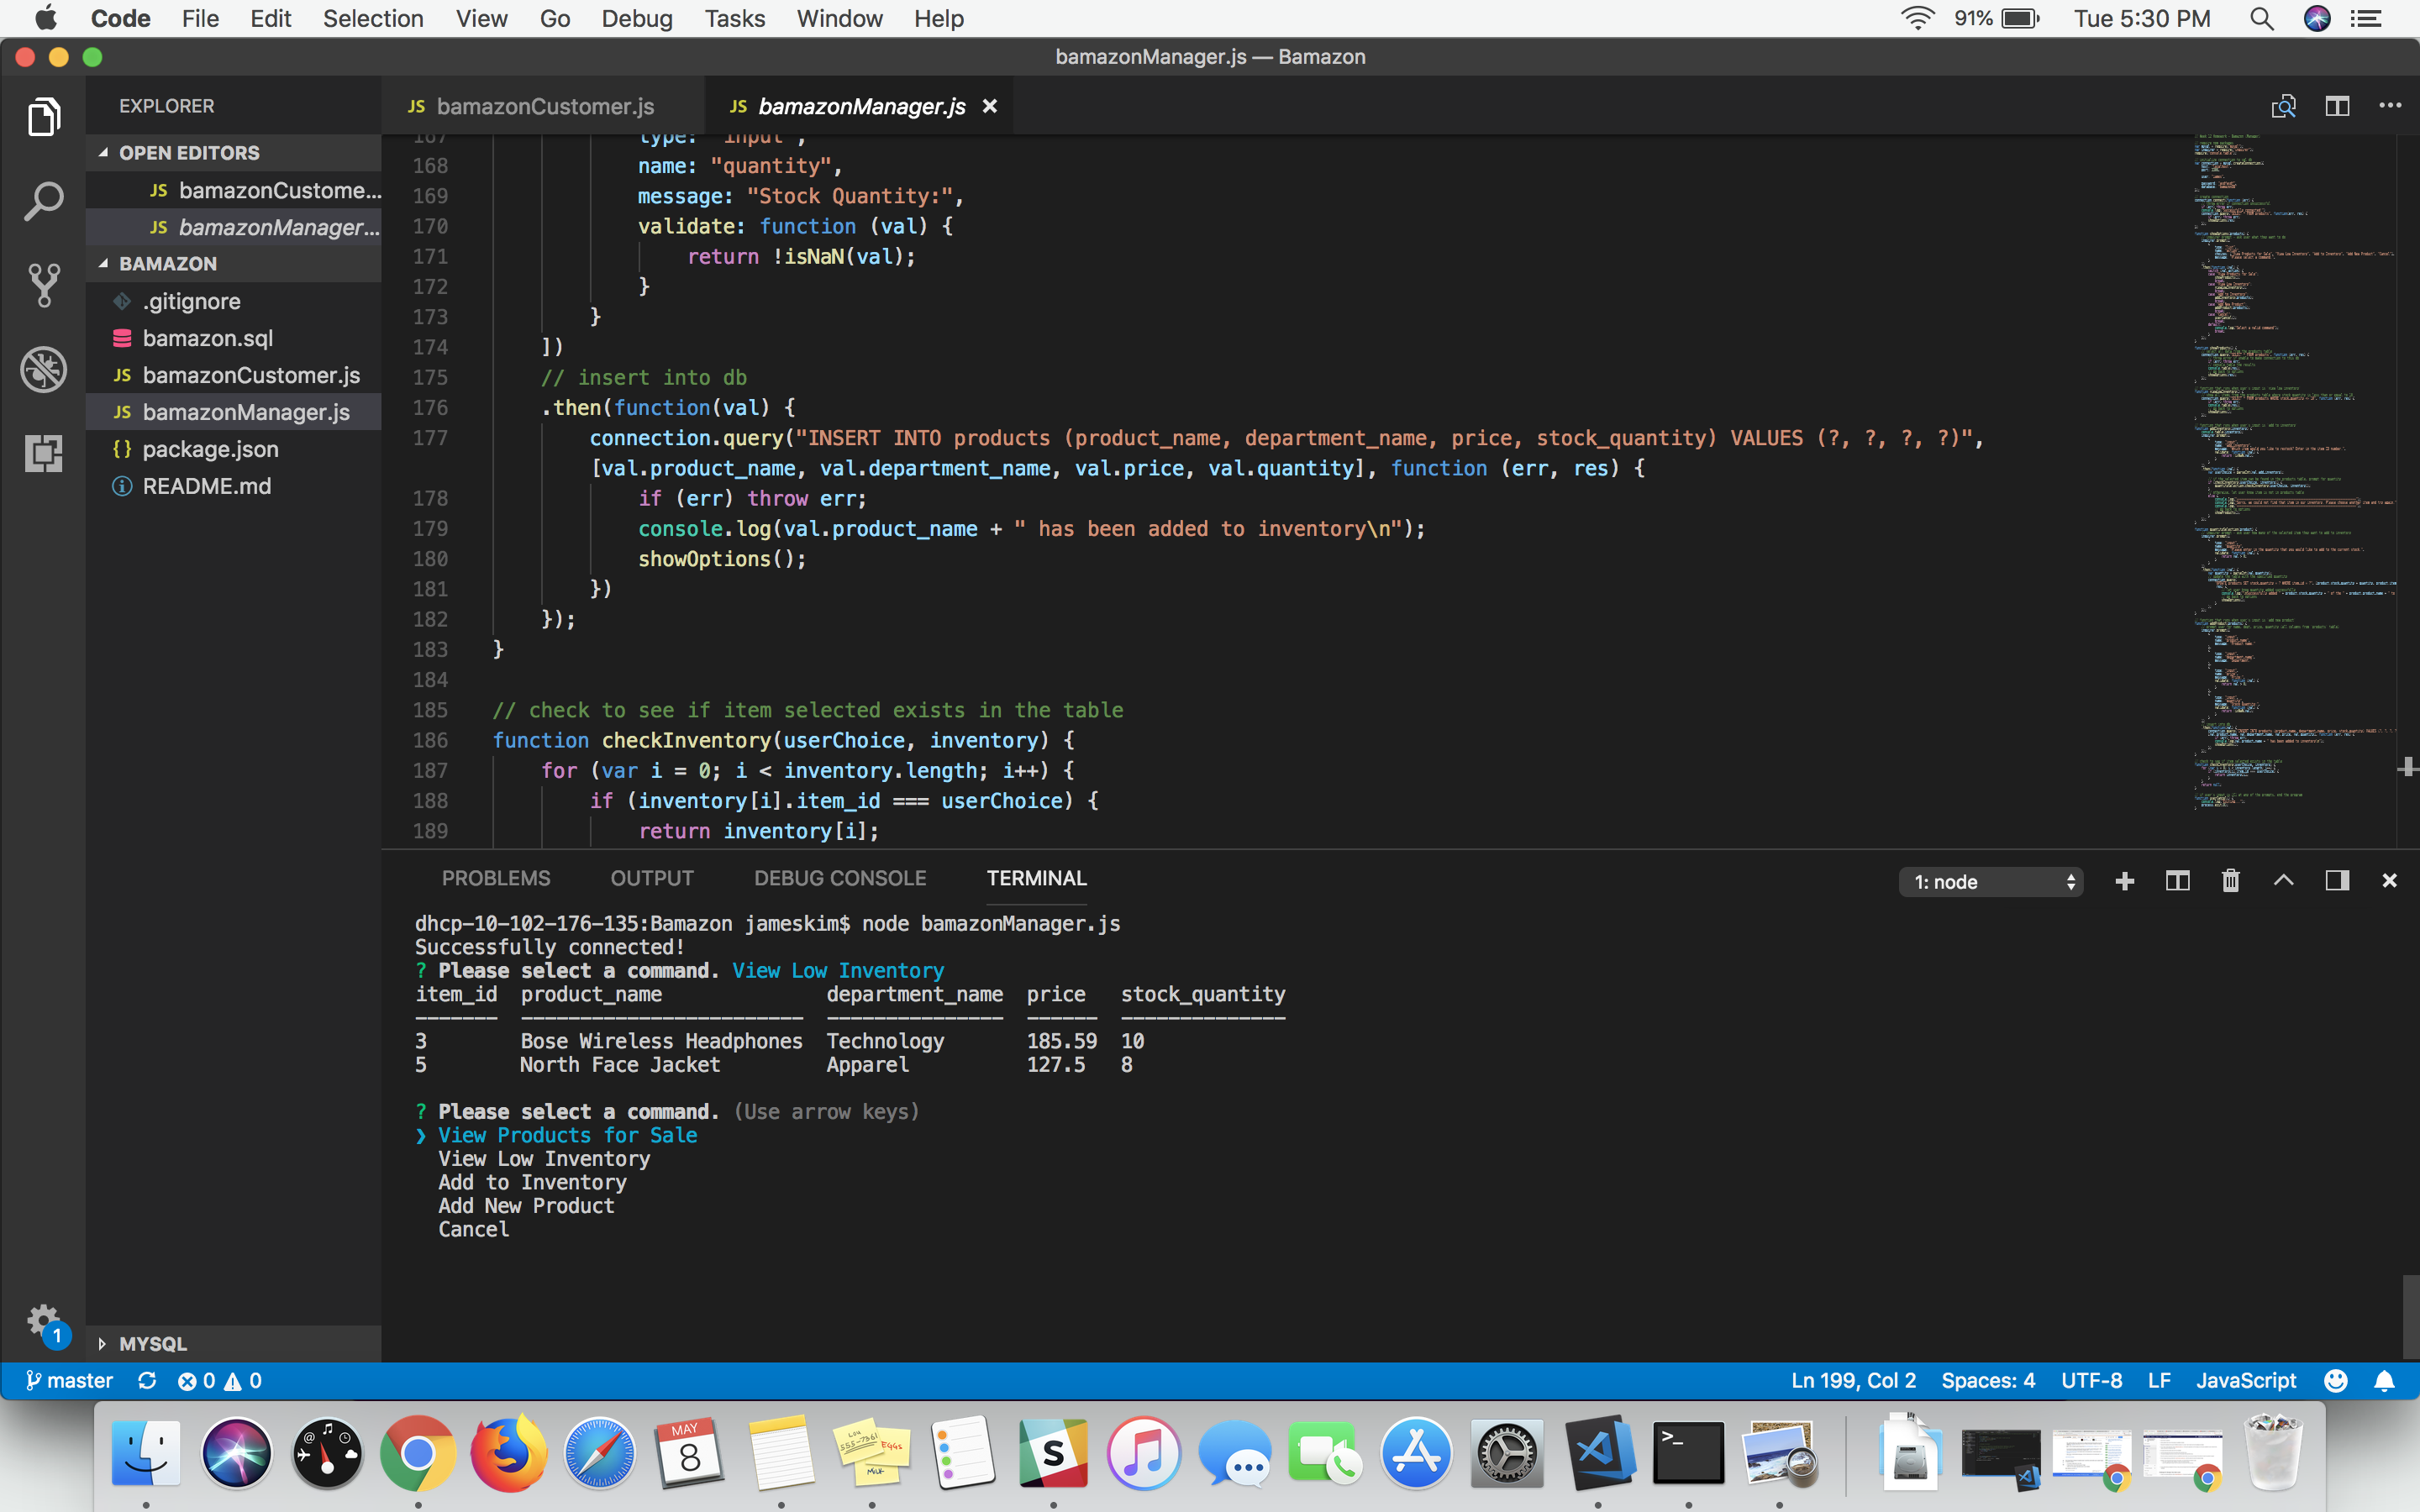 Code File Edit Selection View Go Debug Tasks Window Help 91% Tue 5:30 PM
bamazonManager.js — Bamazon
EXPLORER
OPEN EDITORS
JS bamazonCustome...
JS bamazonManager...
BAMAZON
.gitignore
bamazon.sql
JS bamazonCustomer.js
JS bamazonManager.js
{} package.json
README.md
MYSQL
JS bamazonCustomer.js JS bamazonManager.js ×
167 type: "input",
168 name: "quantity",
169 message: "Stock Quantity:",
170 validate: function (val) {
171 return !isNaN(val);
172 }
173 }
174 ])
175 // insert into db
176 .then(function(val) {
177 connection.query("INSERT INTO products (product_name, department_name, price, stock_quantity) VALUES (?, ?, ?, ?)",
[val.product_name, val.department_name, val.price, val.quantity], function (err, res) {
178 if (err) throw err;
179 console.log(val.product_name + " has been added to inventory\n");
180 showOptions();
181 })
182 });
183 }
184
185 // check to see if item selected exists in the table
186 function checkInventory(userChoice, inventory) {
187 for (var i = 0; i < inventory.length; i++) {
188 if (inventory[i].item_id === userChoice) {
189 return inventory[i];
PROBLEMS OUTPUT DEBUG CONSOLE TERMINAL 1: node
dhcp-10-102-176-135:Bamazon jameskim$ node bamazonManager.js
Successfully connected!
? Please select a command. View Low Inventory
item_id product_name department_name price stock_quantity
------- ------------------------ --------------- ------ --------------
3 Bose Wireless Headphones Technology 185.59 10
5 North Face Jacket Apparel 127.5 8
? Please select a command. (Use arrow keys)
❯ View Products for Sale
View Low Inventory
Add to Inventory
Add New Product
Cancel
1
master 0 0 Ln 199, Col 2 Spaces: 4 UTF-8 LF JavaScript
MAY
8